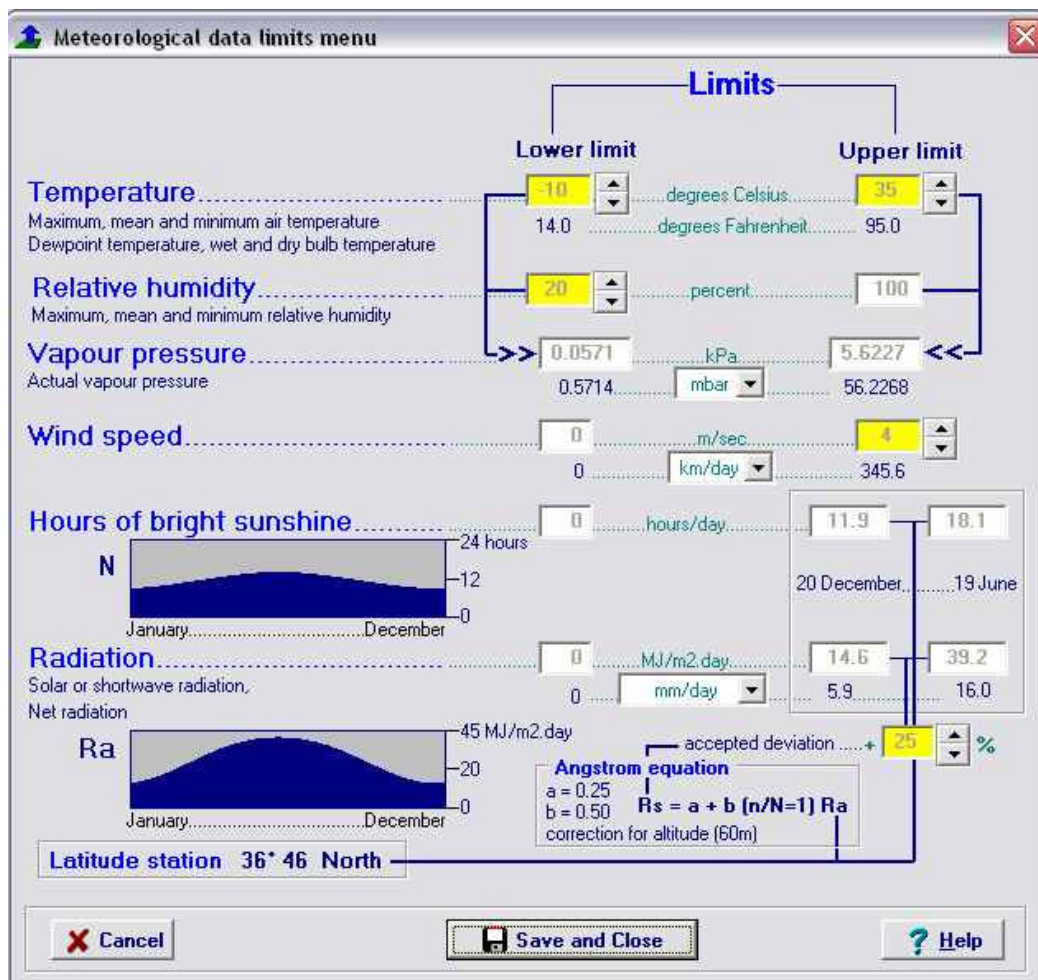 Meteorological data limits menu
Limits
Lower limit Upper limit
Temperature -10 degrees Celsius 35
Maximum, mean and minimum air temperature
14.0 degrees Fahrenheit 95.0
Dewpoint temperature, wet and dry bulb temperature
Relative humidity 20 percent 100
Maximum, mean and minimum relative humidity
Vapour pressure >> 0.0571 kPa 5.6227 <<
Actual vapour pressure 0.5714 mbar 56.2268
Wind speed 0 m/sec 4
0 km/day 345.6
Hours of bright sunshine 0 hours/day 11.9 18.1
N 24 hours
12
0
20 December 19 June
January December
Radiation 0 MJ/m2.day 14.6 39.2
Solar or shortwave radiation,
0 mm/day 5.9 16.0
Net radiation
Ra 45 MJ/m2.day
20
0
January December
accepted deviation + 25 %
Angstrom equation
a = 0.25
b = 0.50 Rs = a + b (n/N=1) Ra
correction for altitude (60m)
Latitude station 36° 46 North
Cancel Save and Close ? Help